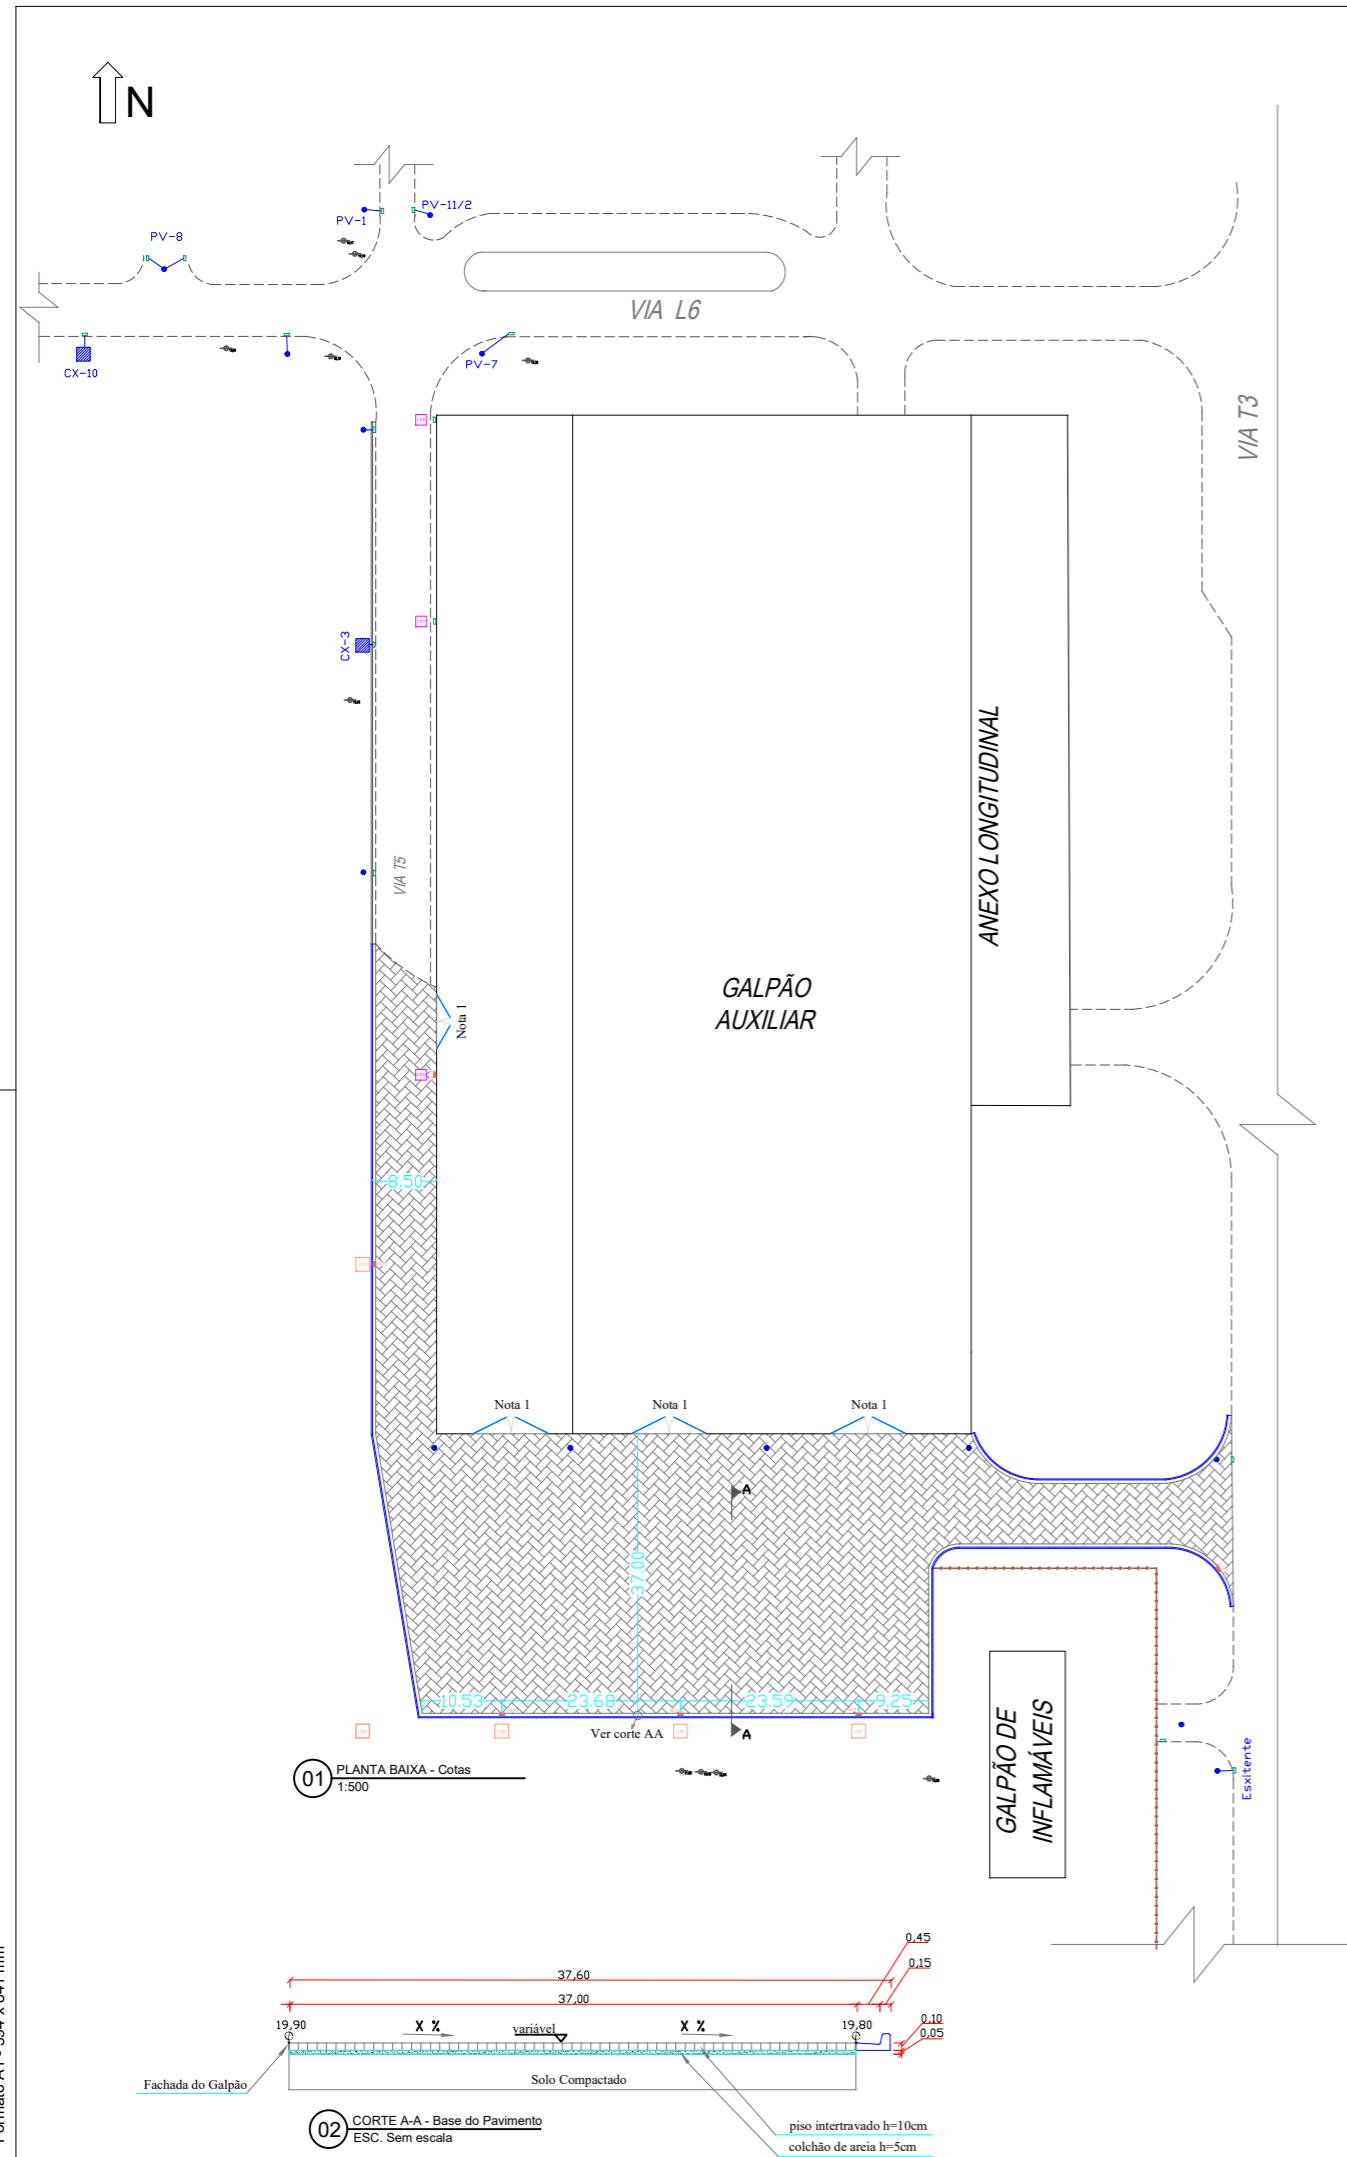 N
PV-1
PV-11/2
PV-8
VIA L6
CX-10
PV-7
VIA T3
CX-3
ANEXO LONGITUDINAL
VIA T5
GALPÃO
AUXILIAR
Nota 1
8.50
Nota 1
Nota 1
Nota 1
A
37.00
10.53
23.68
23.59
9.25
Ver corte AA
A
GALPÃO DE
INFLAMÁVEIS
Esxitente
01
PLANTA BAIXA - Cotas
1:500
0,45
0,15
37,60
37,00
19,90
X %
variável
X %
19,80
0,10
0,05
Fachada do Galpão
Solo Compactado
02
CORTE A-A - Base do Pavimento
ESC. Sem escala
piso intertravado h=10cm
colchão de areia h=5cm